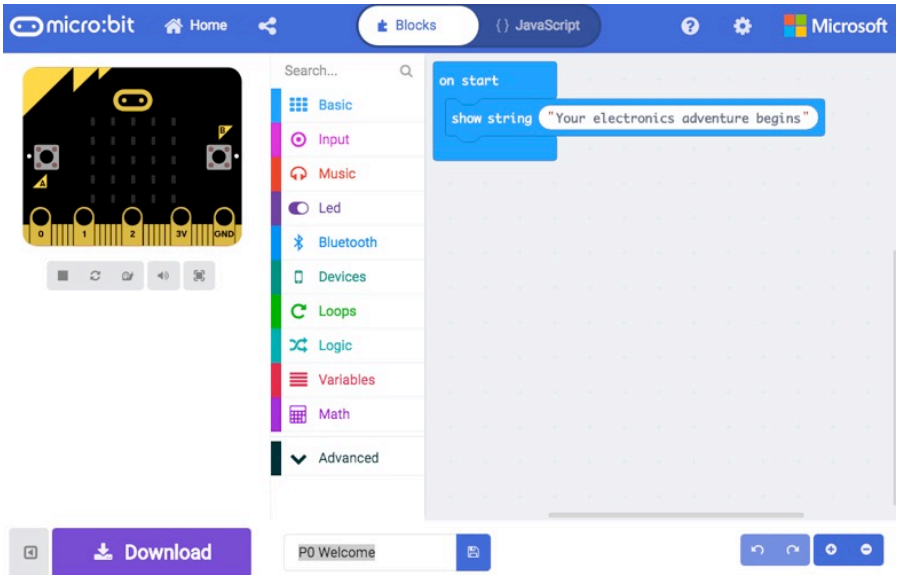 micro:bit Home Blocks {} JavaScript ? Microsoft
Search...
Basic
Input
Music
Led
Bluetooth
Devices
Loops
Logic
Variables
Math
Advanced
on start
show string "Your electronics adventure begins"
B
A
0 1 2 3V GND
Download
P0 Welcome